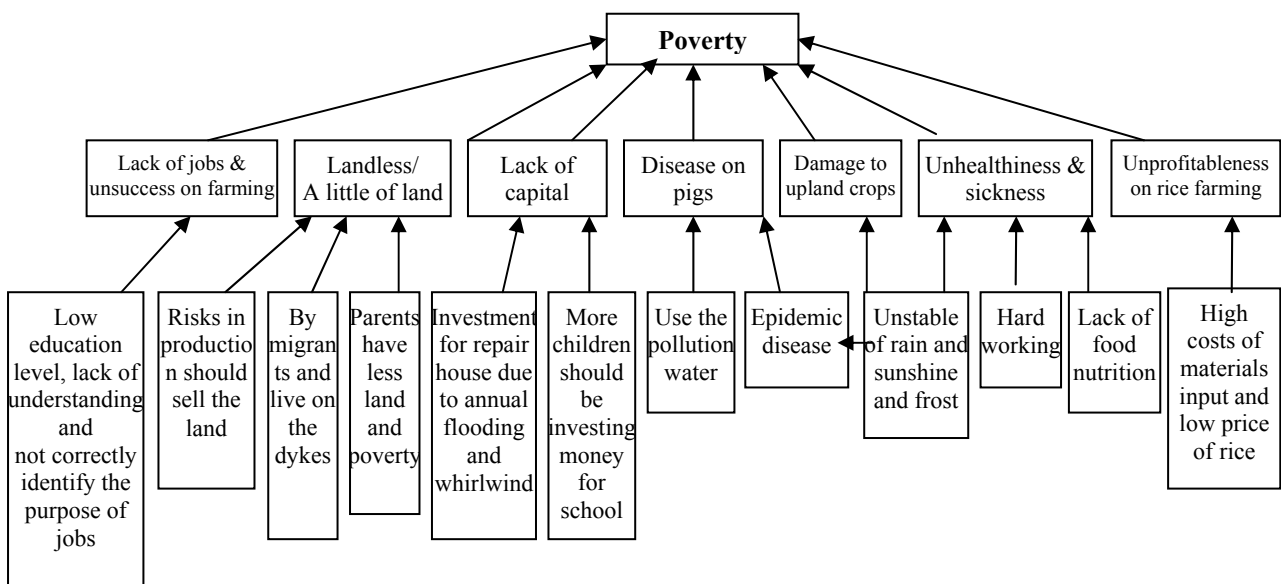 Poverty
Lack of jobs &
unsuccess on farming
Landless/
A little of land
Lack of
capital
Disease on
pigs
Damage to
upland crops
Unhealthiness &
sickness
Unprofitableness
on rice farming
Low
education
level, lack of
understanding
and
not correctly
identify the
purpose of
jobs
Risks in
productio
n should
sell the
land
By
migran
ts and
live on
the
dykes
Parents
have
less
land
and
poverty
Investment
for repair
house due
to annual
flooding
and
whirlwind
More
children
should
be
investing
money
for
school
Use the
pollution
water
Epidemic
disease
Unstable
of rain and
sunshine
and frost
Hard
working
Lack of
food
nutrition
High
costs of
materials
input and
low price
of rice